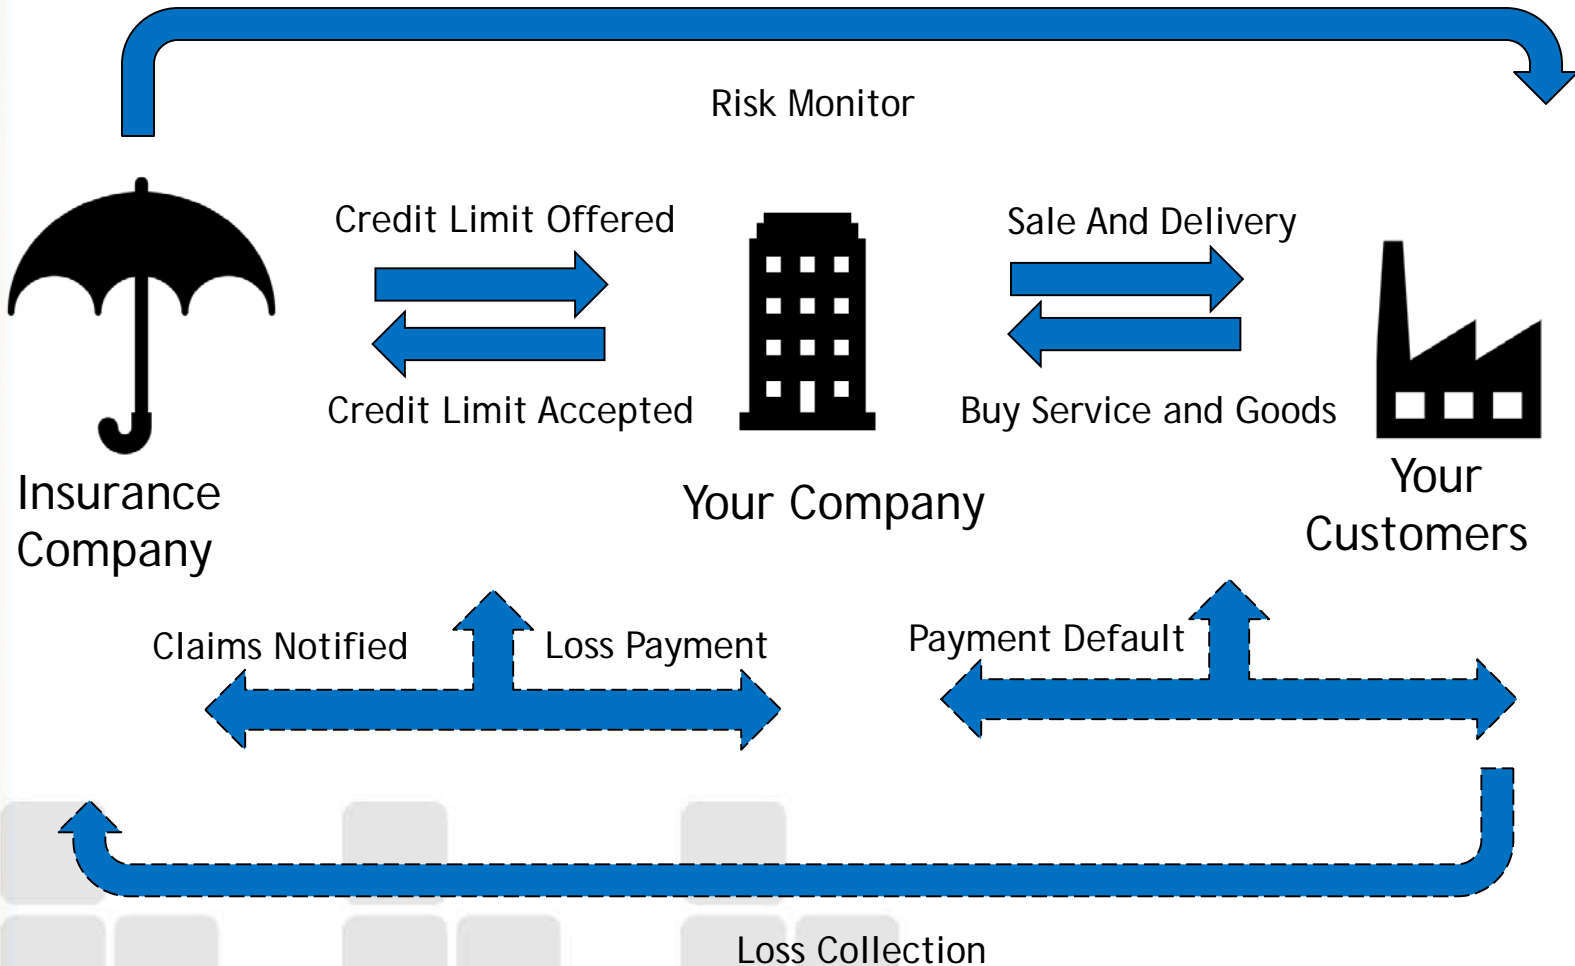 Risk Monitor
Credit Limit Offered
Sale And Delivery
Credit Limit Accepted
Buy Service and Goods
Insurance
Company
Your Company
Your
Customers
Claims Notified
Loss Payment
Payment Default
Loss Collection